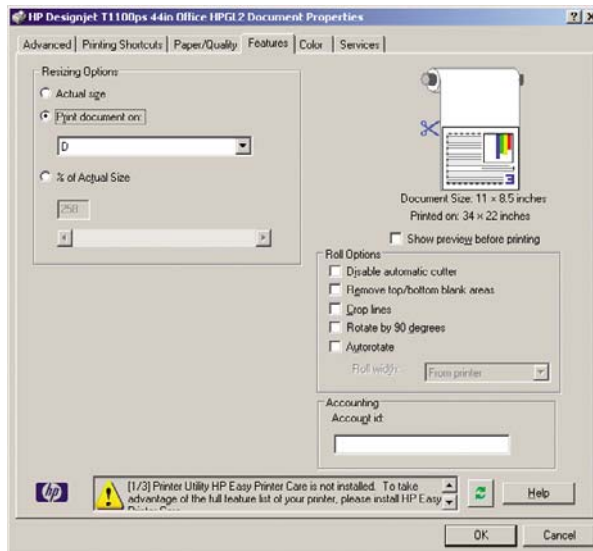 HP Designjet T1100ps 44in Office HPGL2 Document Properties
Advanced
Printing Shortcuts
Paper/Quality
Features
Color
Services
Resizing Options
Actual size
Print document on:
D
% of Actual Size
258
3
Document Size: 11 × 8.5 inches
Printed on: 34 × 22 inches
Show preview before printing
Roll Options
Disable automatic cutter
Remove top/bottom blank areas
Crop lines
Rotate by 90 degrees
Autorotate
Roll width:
From printer
Accounting
Account id:
hp
[1/3] Printer Utility HP Easy Printer Care is not installed. To take
advantage of the full feature list of your printer, please install HP Easy
Help
OK
Cancel